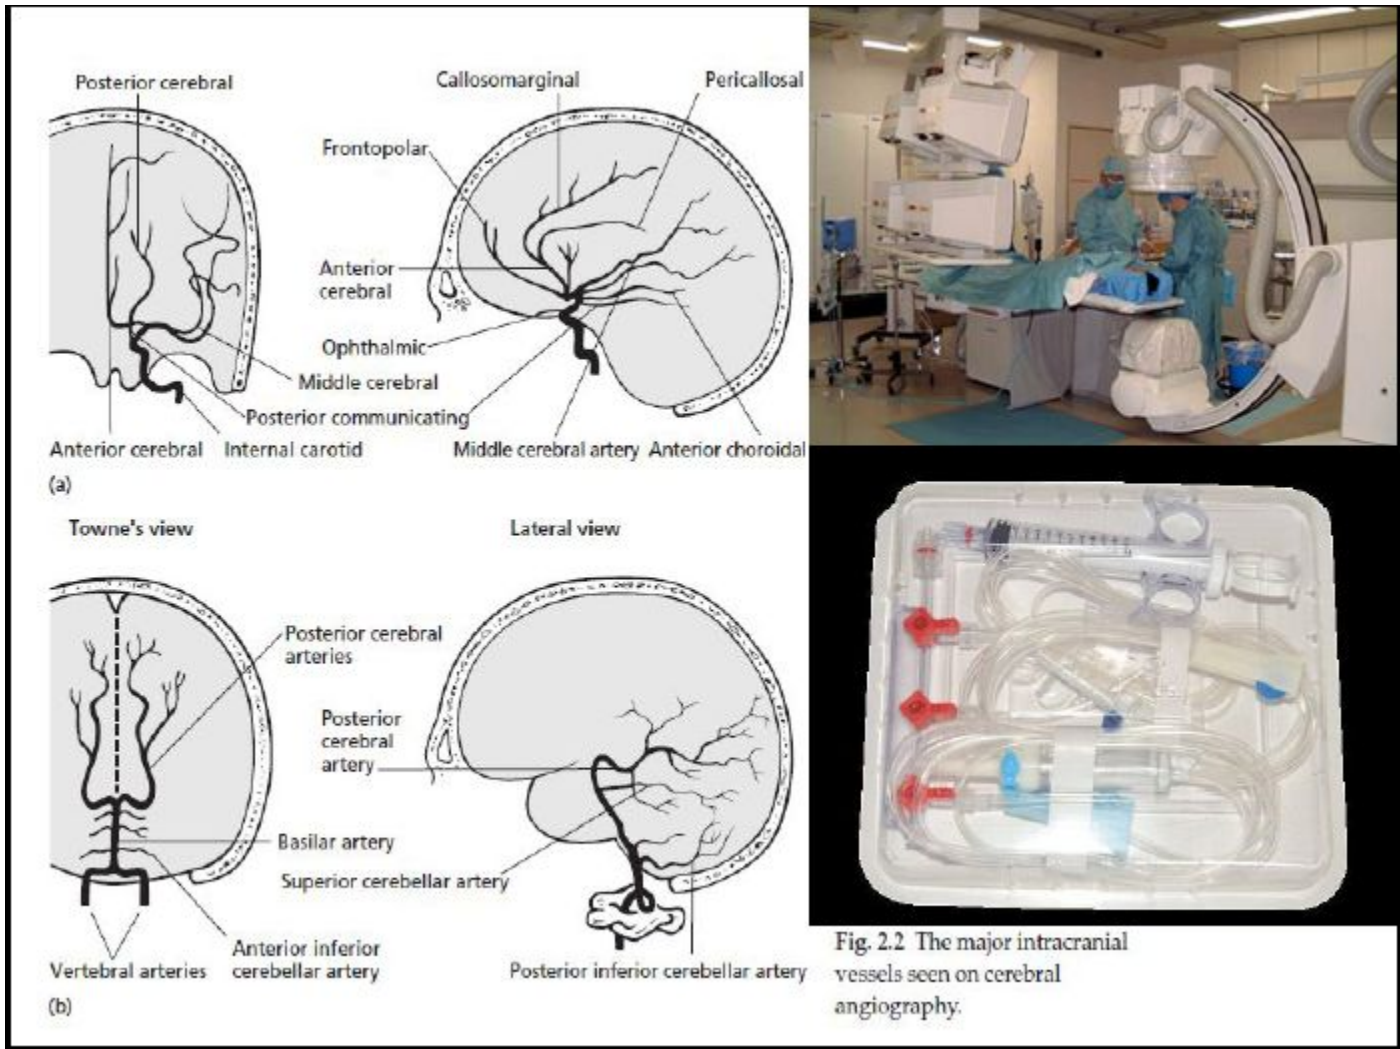 Posterior cerebral
Callosomarginal
Pericallosal
Frontopolar
Anterior
cerebral
Ophthalmic
Middle cerebral
Posterior communicating
Anterior cerebral
Internal carotid
Middle cerebral artery
Anterior choroidal
(a)
Towne's view
Lateral view
Posterior cerebral
arteries
Posterior
cerebral
artery
Basilar artery
Superior cerebellar artery
Anterior inferior
cerebellar artery
Vertebral arteries
Posterior inferior cerebellar artery
(b)
Fig. 2.2 The major intracranial
vessels seen on cerebral
angiography.